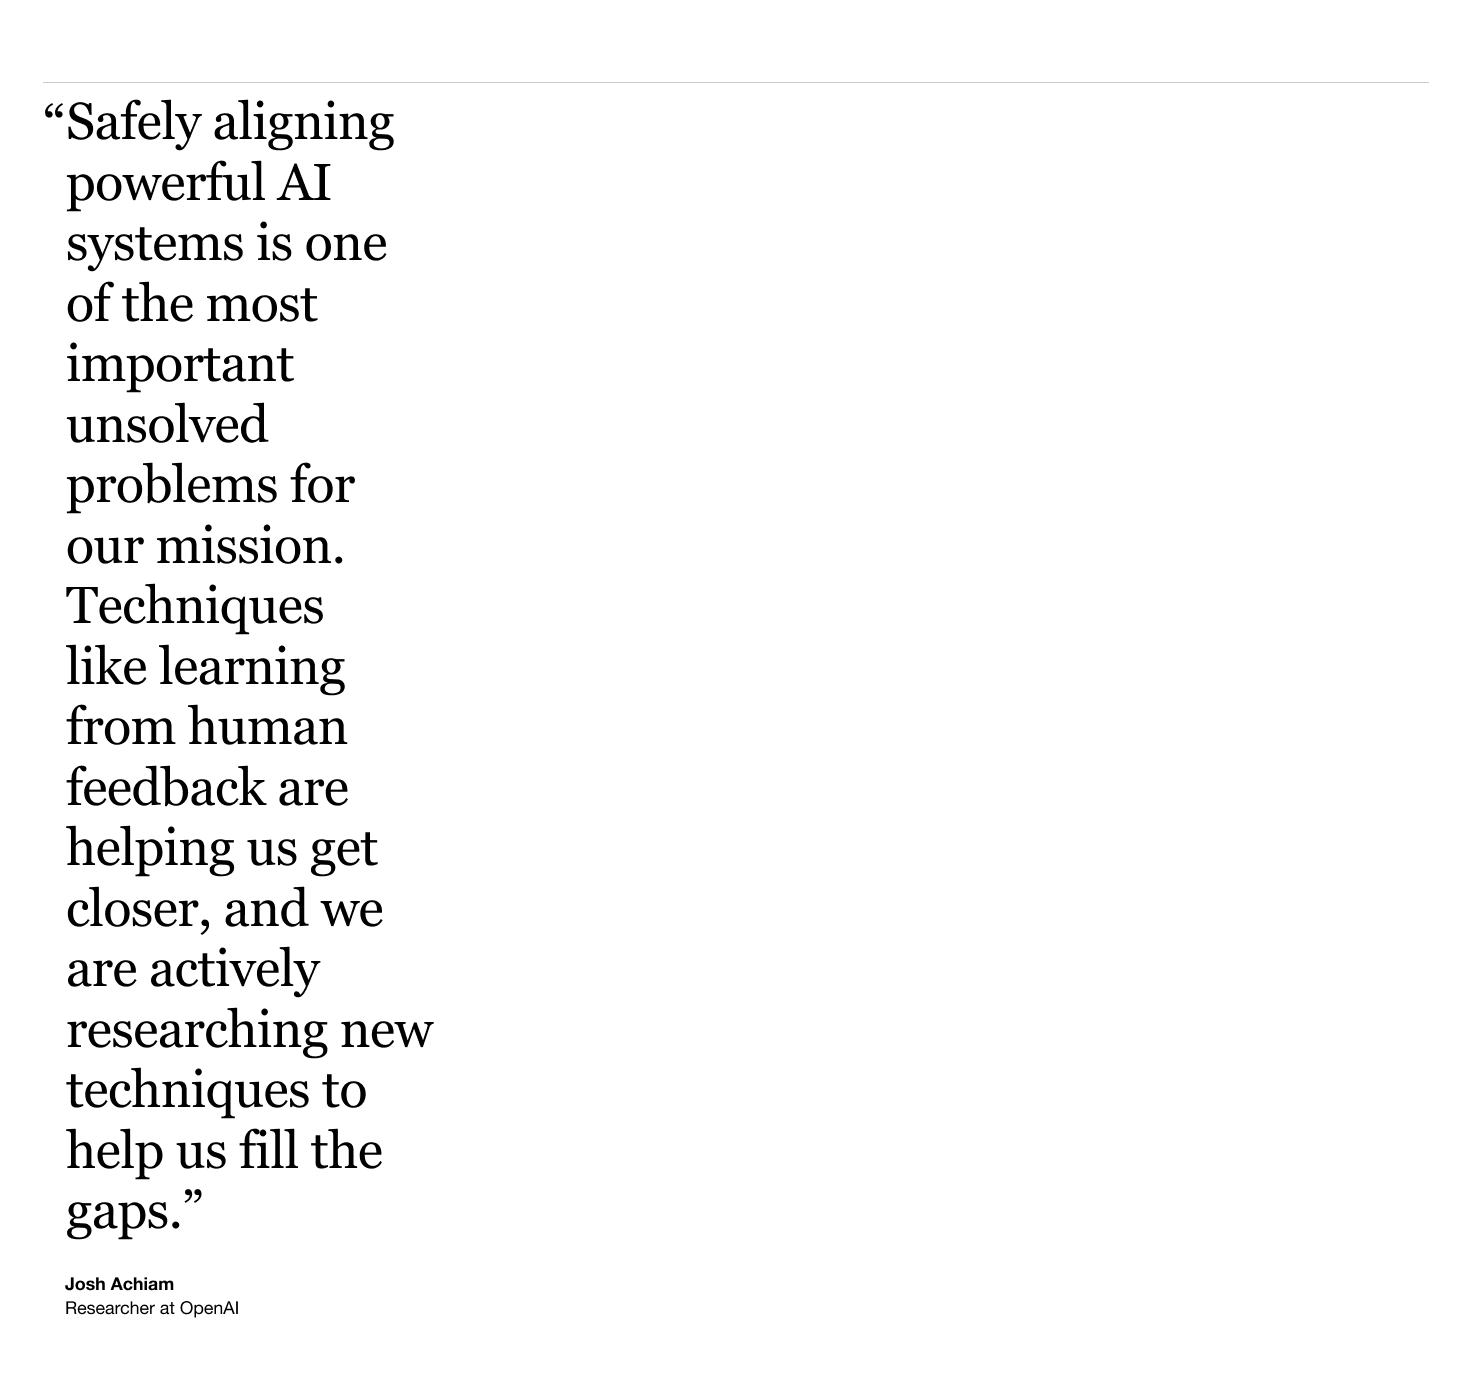 “Safely aligning
powerful AI
systems is one
of the most
important
unsolved
problems for
our mission.
Techniques
like learning
from human
feedback are
helping us get
closer, and we
are actively
researching new
techniques to
help us fill the
gaps.”
Josh Achiam
Researcher at OpenAI